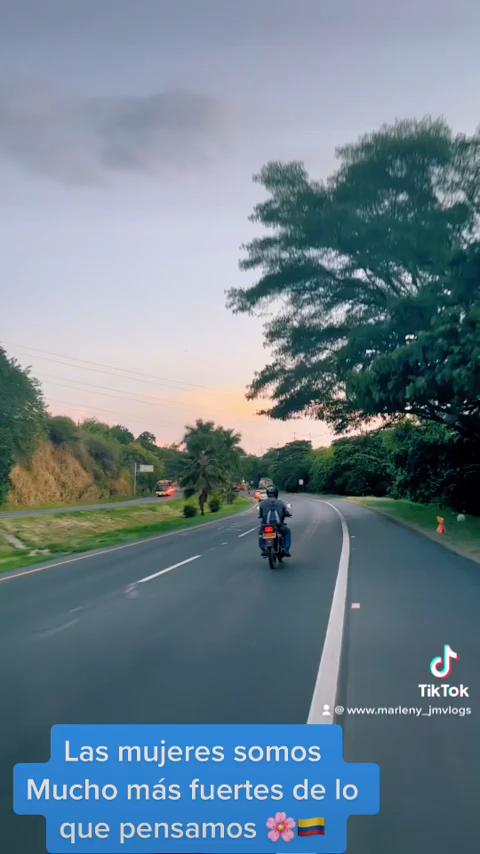 TikTok
@ www.marleny_jmvlogs
Las mujeres somos
Mucho más fuertes de lo
que pensamos 🌸🇨🇴